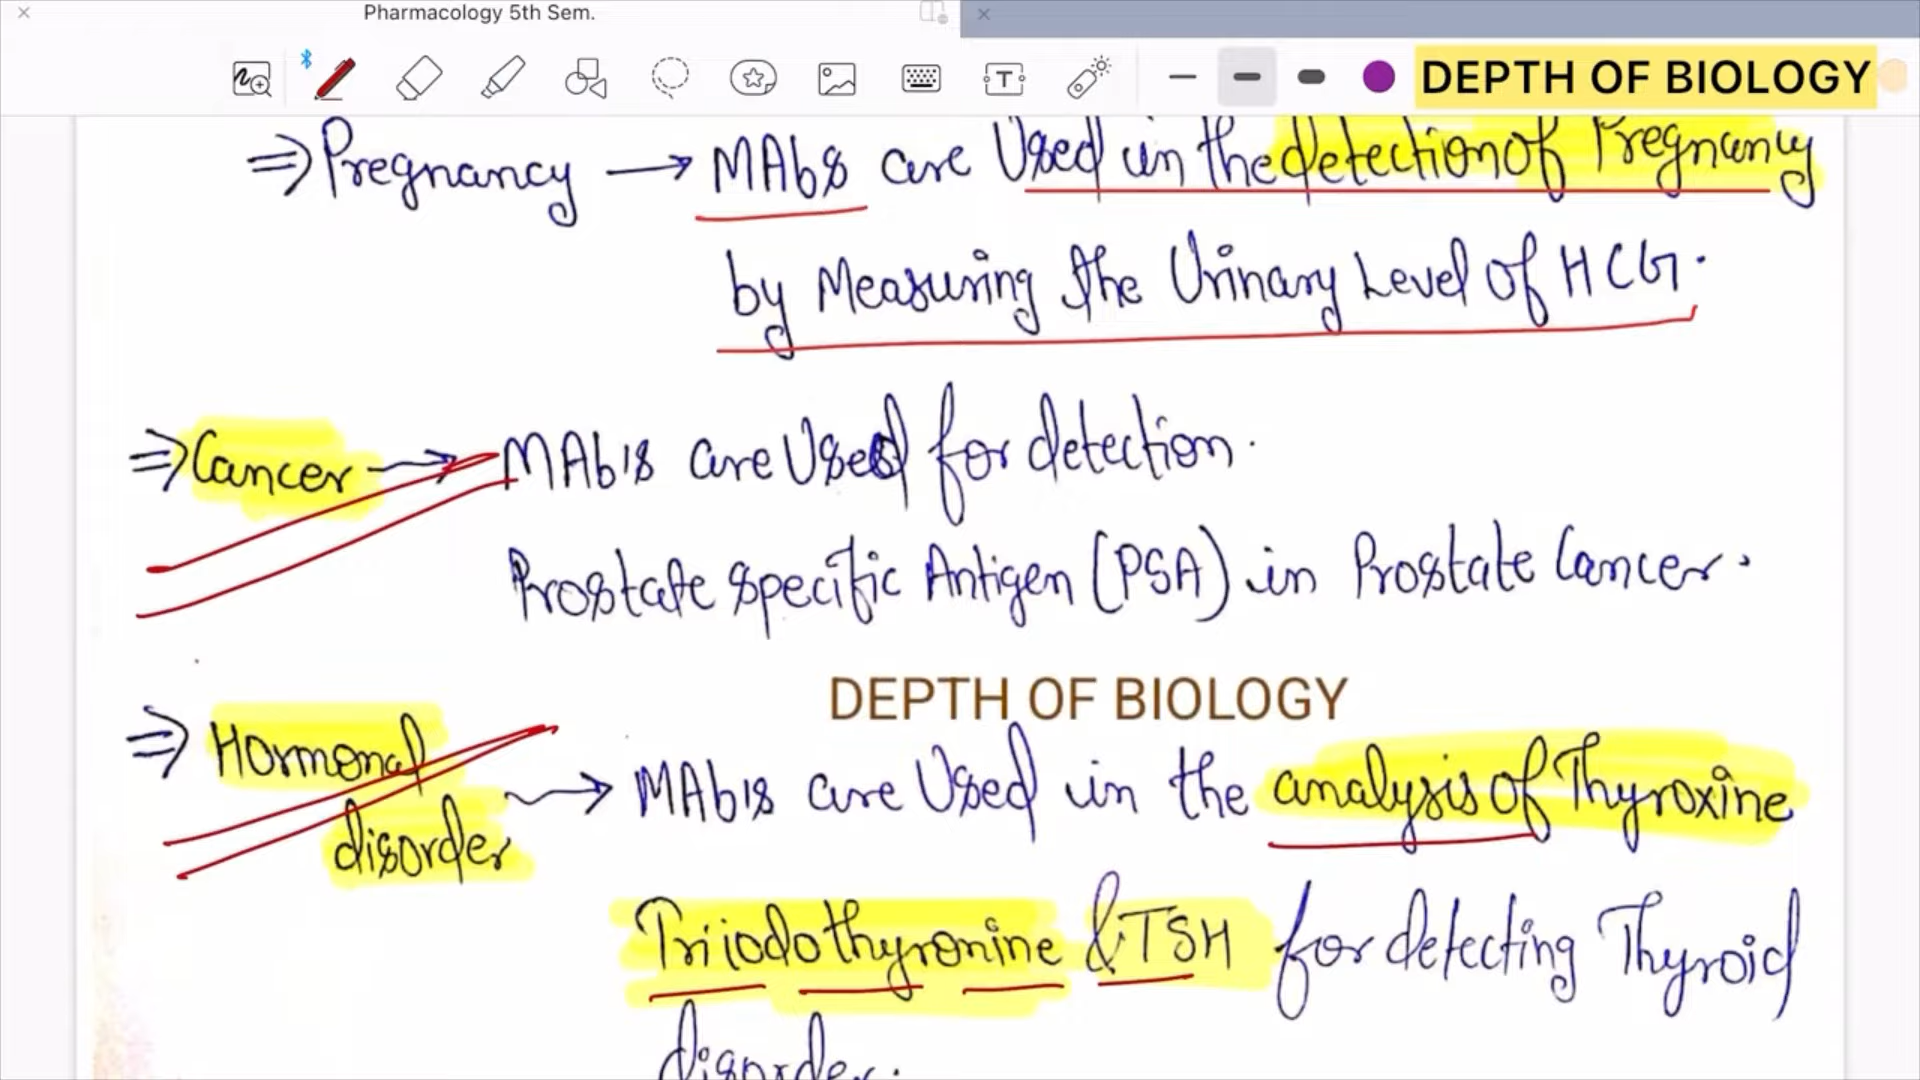 Pharmacology 5th Sem.
DEPTH OF BIOLOGY
⇒ Pregnancy → MAbs are Used in the detection of Pregnancy
by Measuring the Urinary Level of HCG.
⇒ Cancer → MAb's are Used for detection.
Prostate specific Antigen (PSA) in Prostate Cancer.
DEPTH OF BIOLOGY
⇒ Hormonal
disorder → MAb's are Used in the analysis of Thyroxine
Triiodothyronine & TSH for detecting Thyroid
disorder.